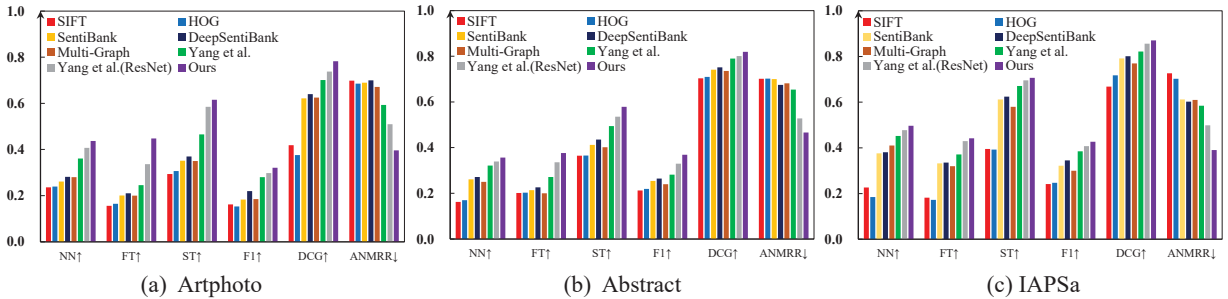 1.0
0.8
0.6
0.4
0.2
0.0
SIFT HOG
SentiBank DeepSentiBank
Multi-Graph Yang et al.
Yang et al.(ResNet) Ours
NN↑ FT↑ ST↑ F1↑ DCG↑ ANMRR↓
(a) Artphoto
1.0
0.8
0.6
0.4
0.2
0.0
SIFT HOG
SentiBank DeepSentiBank
Multi-Graph Yang et al.
Yang et al.(ResNet) Ours
NN↑ FT↑ ST↑ F1↑ DCG↑ ANMRR↓
(b) Abstract
1.0
0.8
0.6
0.4
0.2
0.0
SIFT HOG
SentiBank DeepSentiBank
Multi-Graph Yang et al.
Yang et al.(ResNet) Ours
NN↑ FT↑ ST↑ F1↑ DCG↑ ANMRR↓
(c) IAPSa